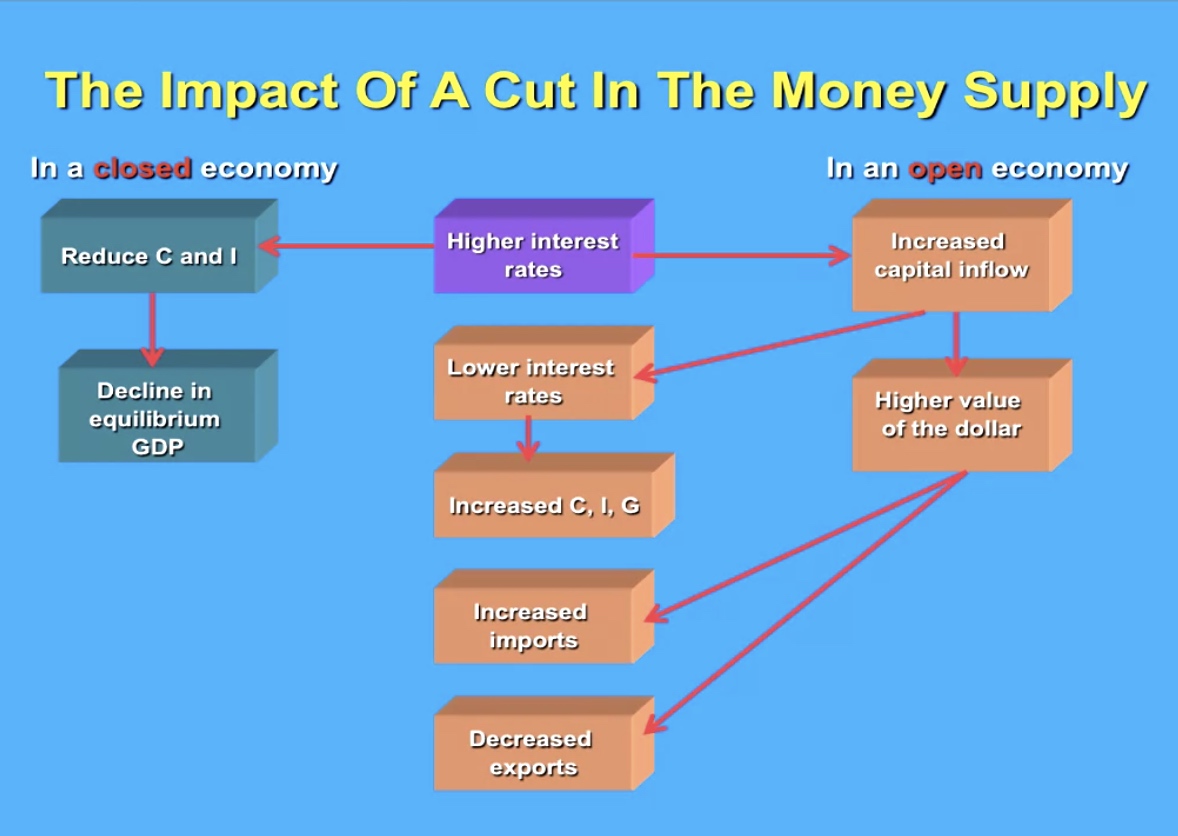 The Impact Of A Cut In The Money Supply
In a closed economy
In an open economy
Reduce C and I
Higher interest
rates
Increased
capital inflow
Decline in
equilibrium
GDP
Lower interest
rates
Higher value
of the dollar
Increased C, I, G
Increased
imports
Decreased
exports